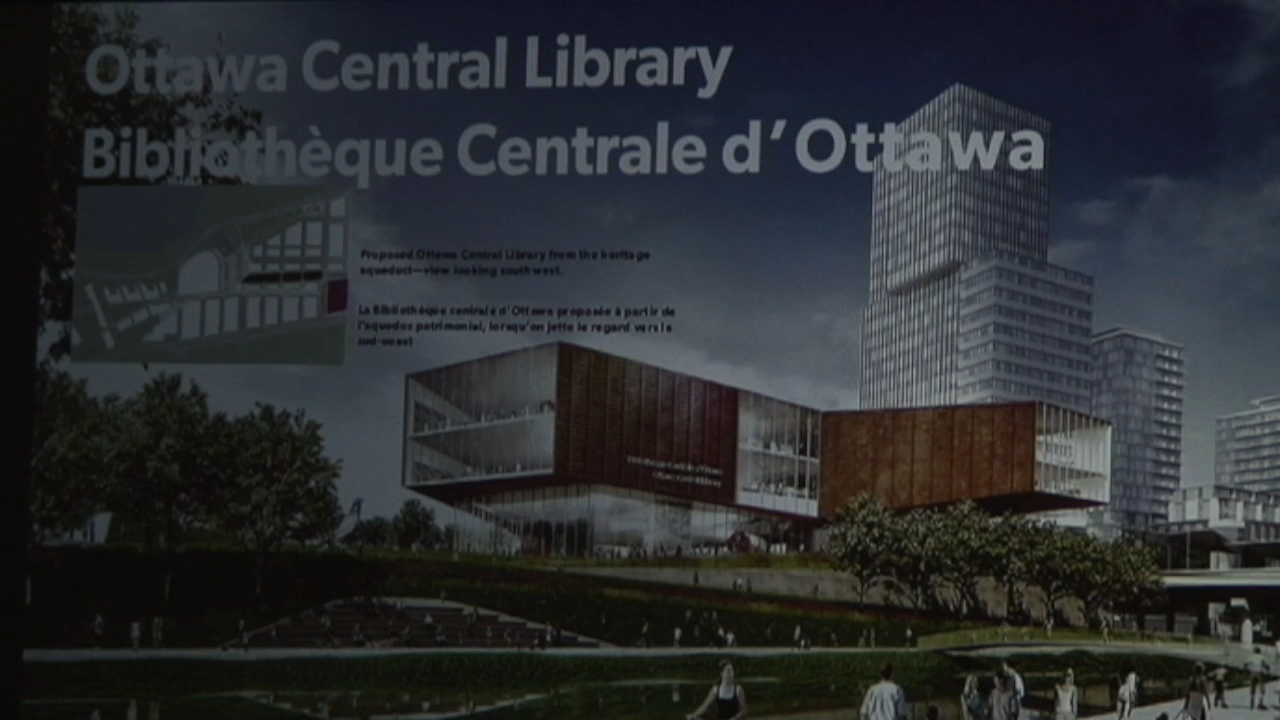 Ottawa Central Library
Bibliothèque Centrale d'Ottawa
Proposed Ottawa Central Library from the heritage
aqueduct—view looking southwest.
La Bibliothèque centrale d'Ottawa proposée à partir de
l'aqueduc patrimonial, lorsqu'on jette le regard vers le
sud-ouest